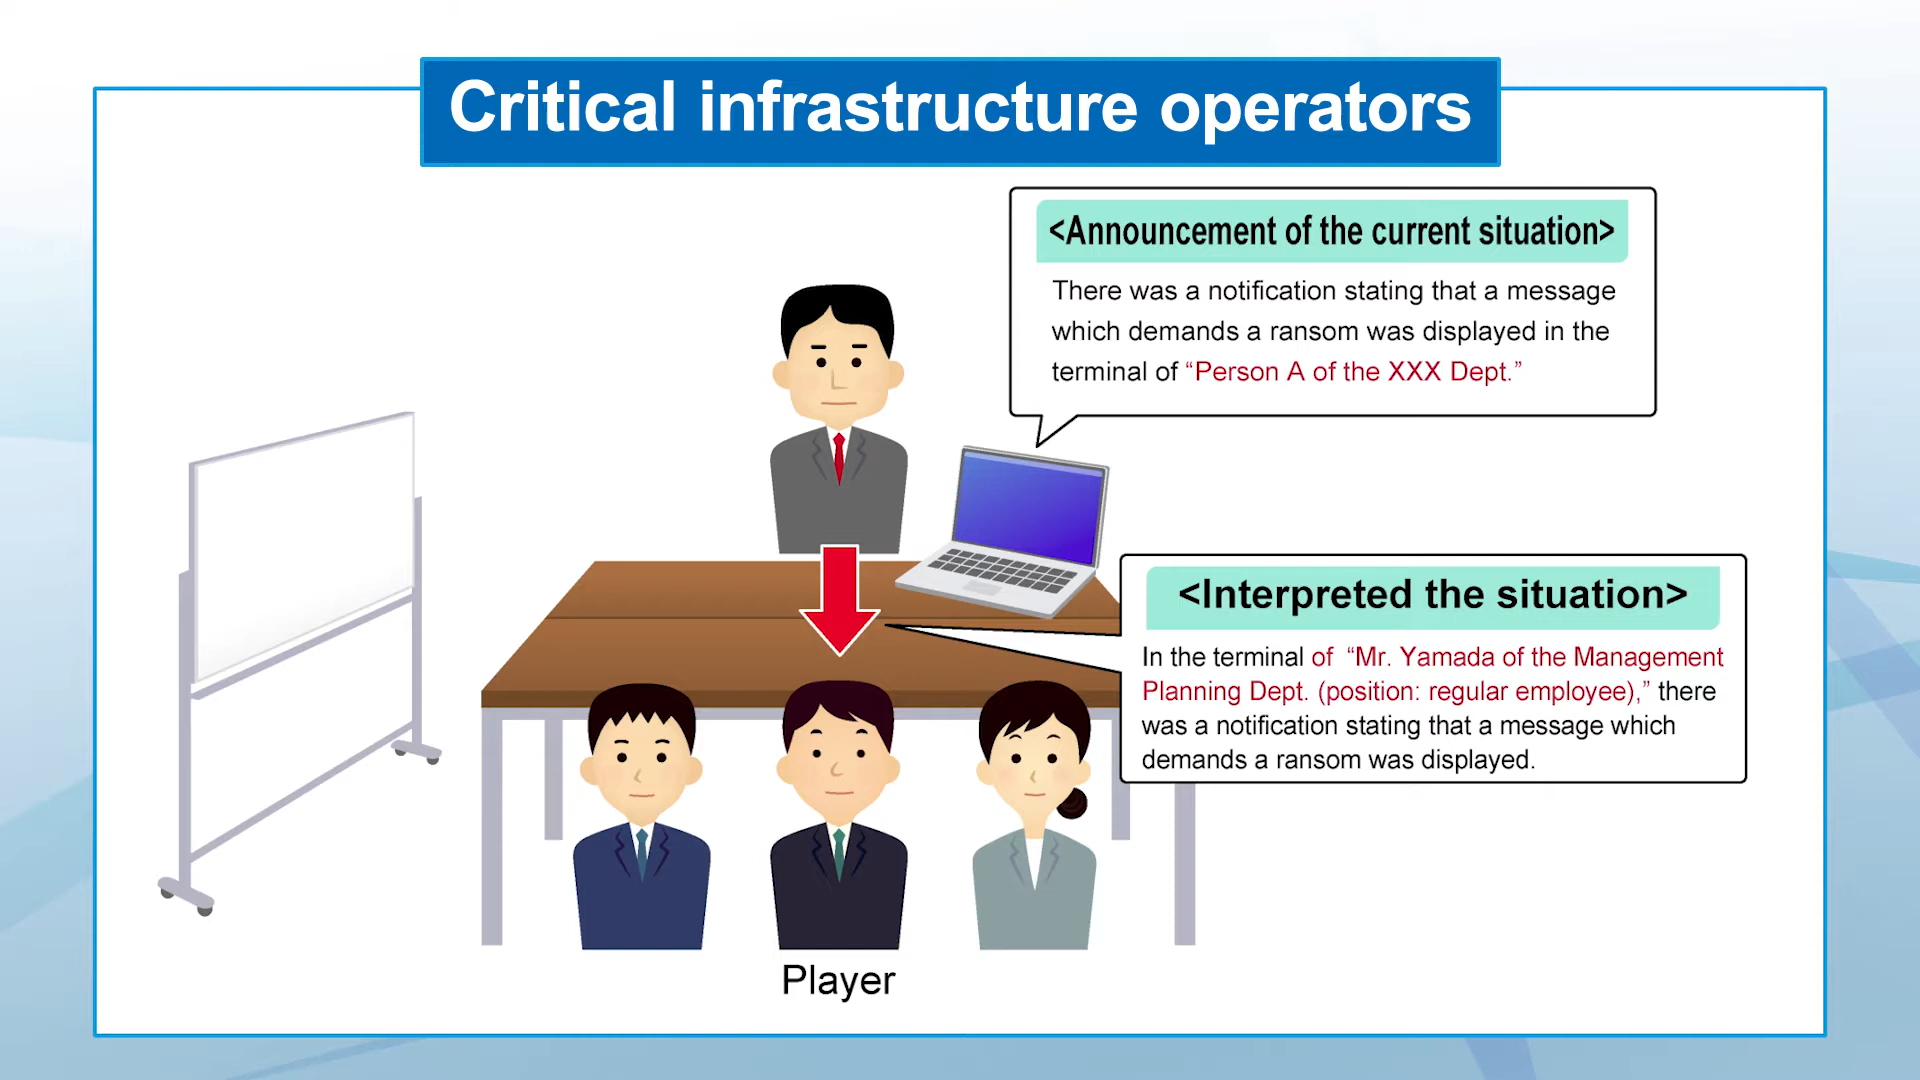 Critical infrastructure operators
<Announcement of the current situation>
There was a notification stating that a message
which demands a ransom was displayed in the
terminal of “Person A of the XXX Dept.”
<Interpreted the situation>
In the terminal of “Mr. Yamada of the Management
Planning Dept. (position: regular employee),” there
was a notification stating that a message which
demands a ransom was displayed.
Player